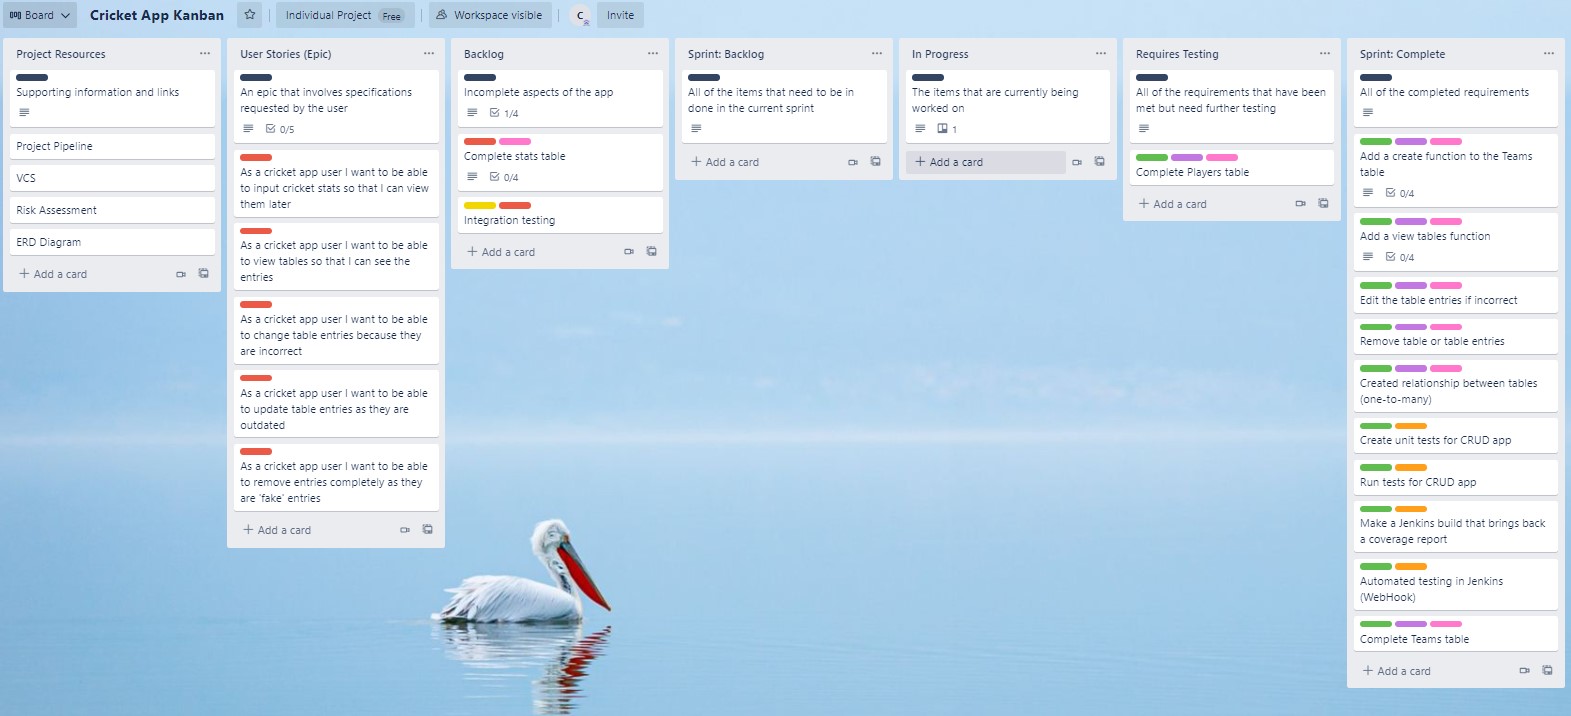 Board
Cricket App Kanban
Individual Project Free
Workspace visible
C
Invite
Project Resources
Supporting information and links
Project Pipeline
VCS
Risk Assessment
ERD Diagram
+ Add a card
User Stories (Epic)
An epic that involves specifications
requested by the user
0/5
As a cricket app user I want to be able
to input cricket stats so that I can view
them later
As a cricket app user I want to be able
to view tables so that I can see the
entries
As a cricket app user I want to be able
to change table entries because they
are incorrect
As a cricket app user I want to be able
to update table entries as they are
outdated
As a cricket app user I want to be able
to remove entries completely as they
are 'fake' entries
+ Add a card
Backlog
Incomplete aspects of the app
1/4
Complete stats table
0/4
Integration testing
+ Add a card
Sprint: Backlog
All of the items that need to be in
done in the current sprint
+ Add a card
In Progress
The items that are currently being
worked on
1
+ Add a card
Requires Testing
All of the requirements that have been
met but need further testing
Complete Players table
+ Add a card
Sprint: Complete
All of the completed requirements
Add a create function to the Teams
table
0/4
Add a view tables function
0/4
Edit the table entries if incorrect
Remove table or table entries
Created relationship between tables
(one-to-many)
Create unit tests for CRUD app
Run tests for CRUD app
Make a Jenkins build that brings back
a coverage report
Automated testing in Jenkins
(WebHook)
Complete Teams table
+ Add a card